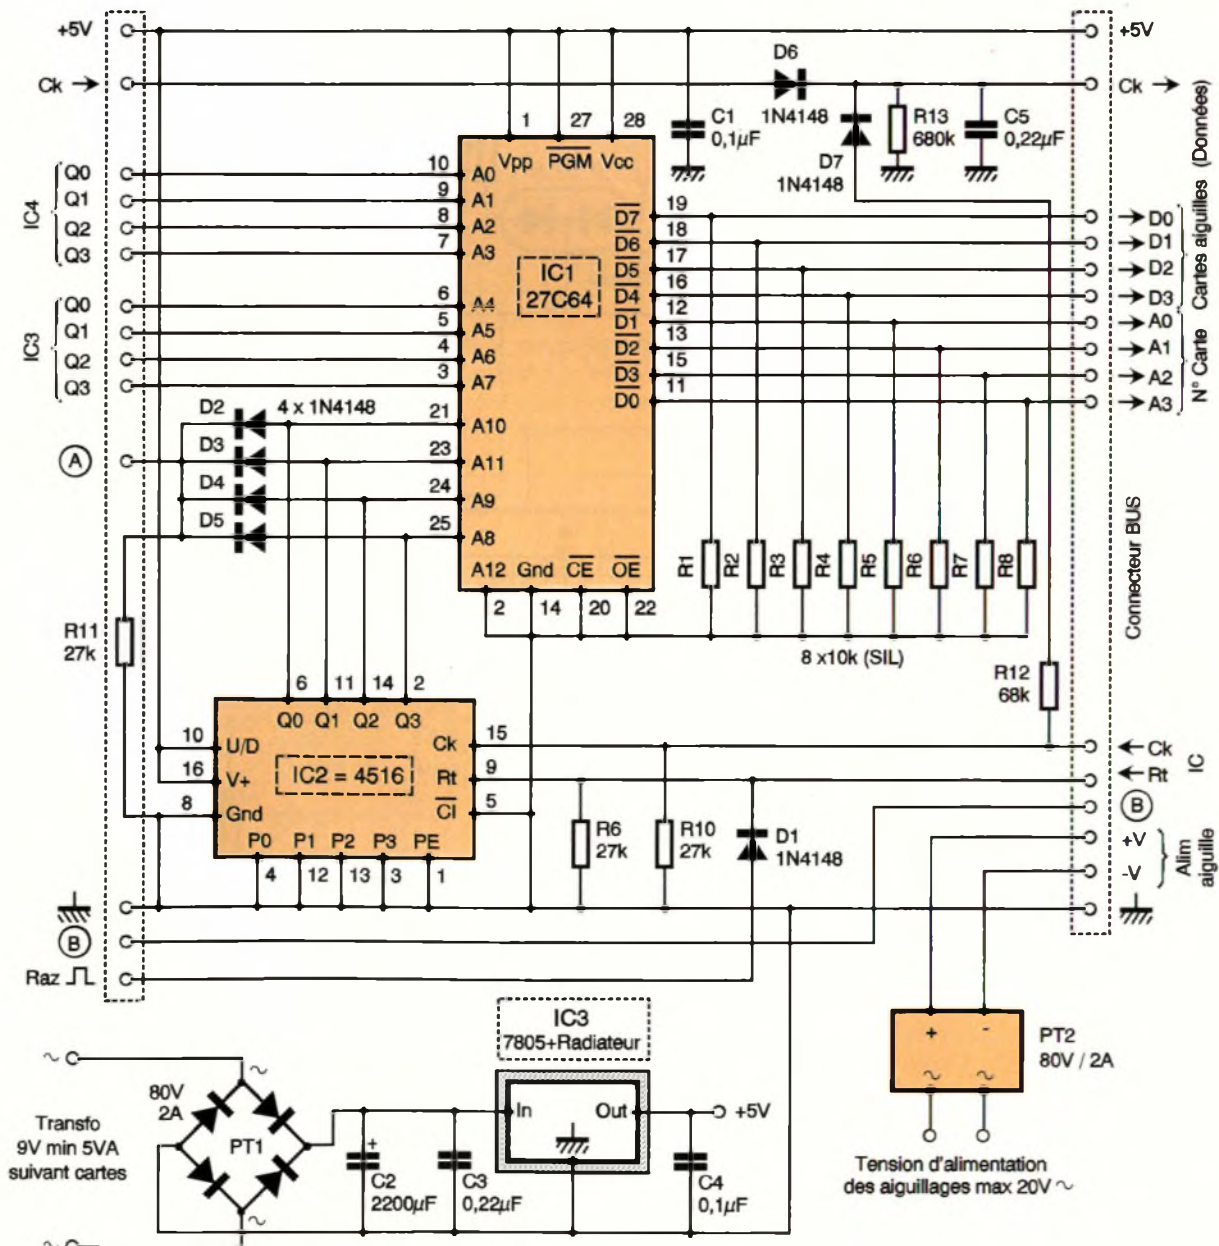 +5V
+5V
Ck →
D6
1N4148
Ck →
C1
0,1µF
R13
680k
C5
0,22µF
D7
1N4148
1
27
28
Vpp
PGM
Vcc
IC4
Q0
Q1
Q2
Q3
10
9
8
7
A0
A1
A2
A3
IC3
Q0
Q1
Q2
Q3
6
5
4
3
A4
A5
A6
A7
IC1
27C64
D7
D6
D5
D4
D1
D2
D3
D0
19
18
17
16
12
13
15
11
→ D0
→ D1
→ D2
→ D3
→ A0
→ A1
→ A2
→ A3
Cartes aiguilles (Données)
N° Carte
D2
4 x 1N4148
D3
D4
D5
A
21
23
24
25
A10
A11
A9
A8
A12
Gnd
CE
OE
2
14
20
22
R1
R2
R3
R4
R5
R6
R7
R8
8 x10k (SIL)
Connecteur BUS
R11
27k
R12
68k
6
11
14
2
Q0
Q1
Q2
Q3
10
16
8
U/D
V+
Gnd
IC2 = 4516
Ck
Rt
CI
15
9
5
P0
P1
P2
P3
PE
4
12
13
3
1
R6
27k
R10
27k
D1
1N4148
← Ck
← Rt
IC
B
+V
-V
Alim
aiguille
B
Raz
IC3
7805+Radiateur
In
Out
+5V
+
-
~
~
PT2
80V / 2A
~
~
80V
2A
PT1
Transfo
9V min 5VA
suivant cartes
+
C2
2200µF
C3
0,22µF
C4
0,1µF
~
~
Tension d'alimentation
des aiguillages max 20V ~